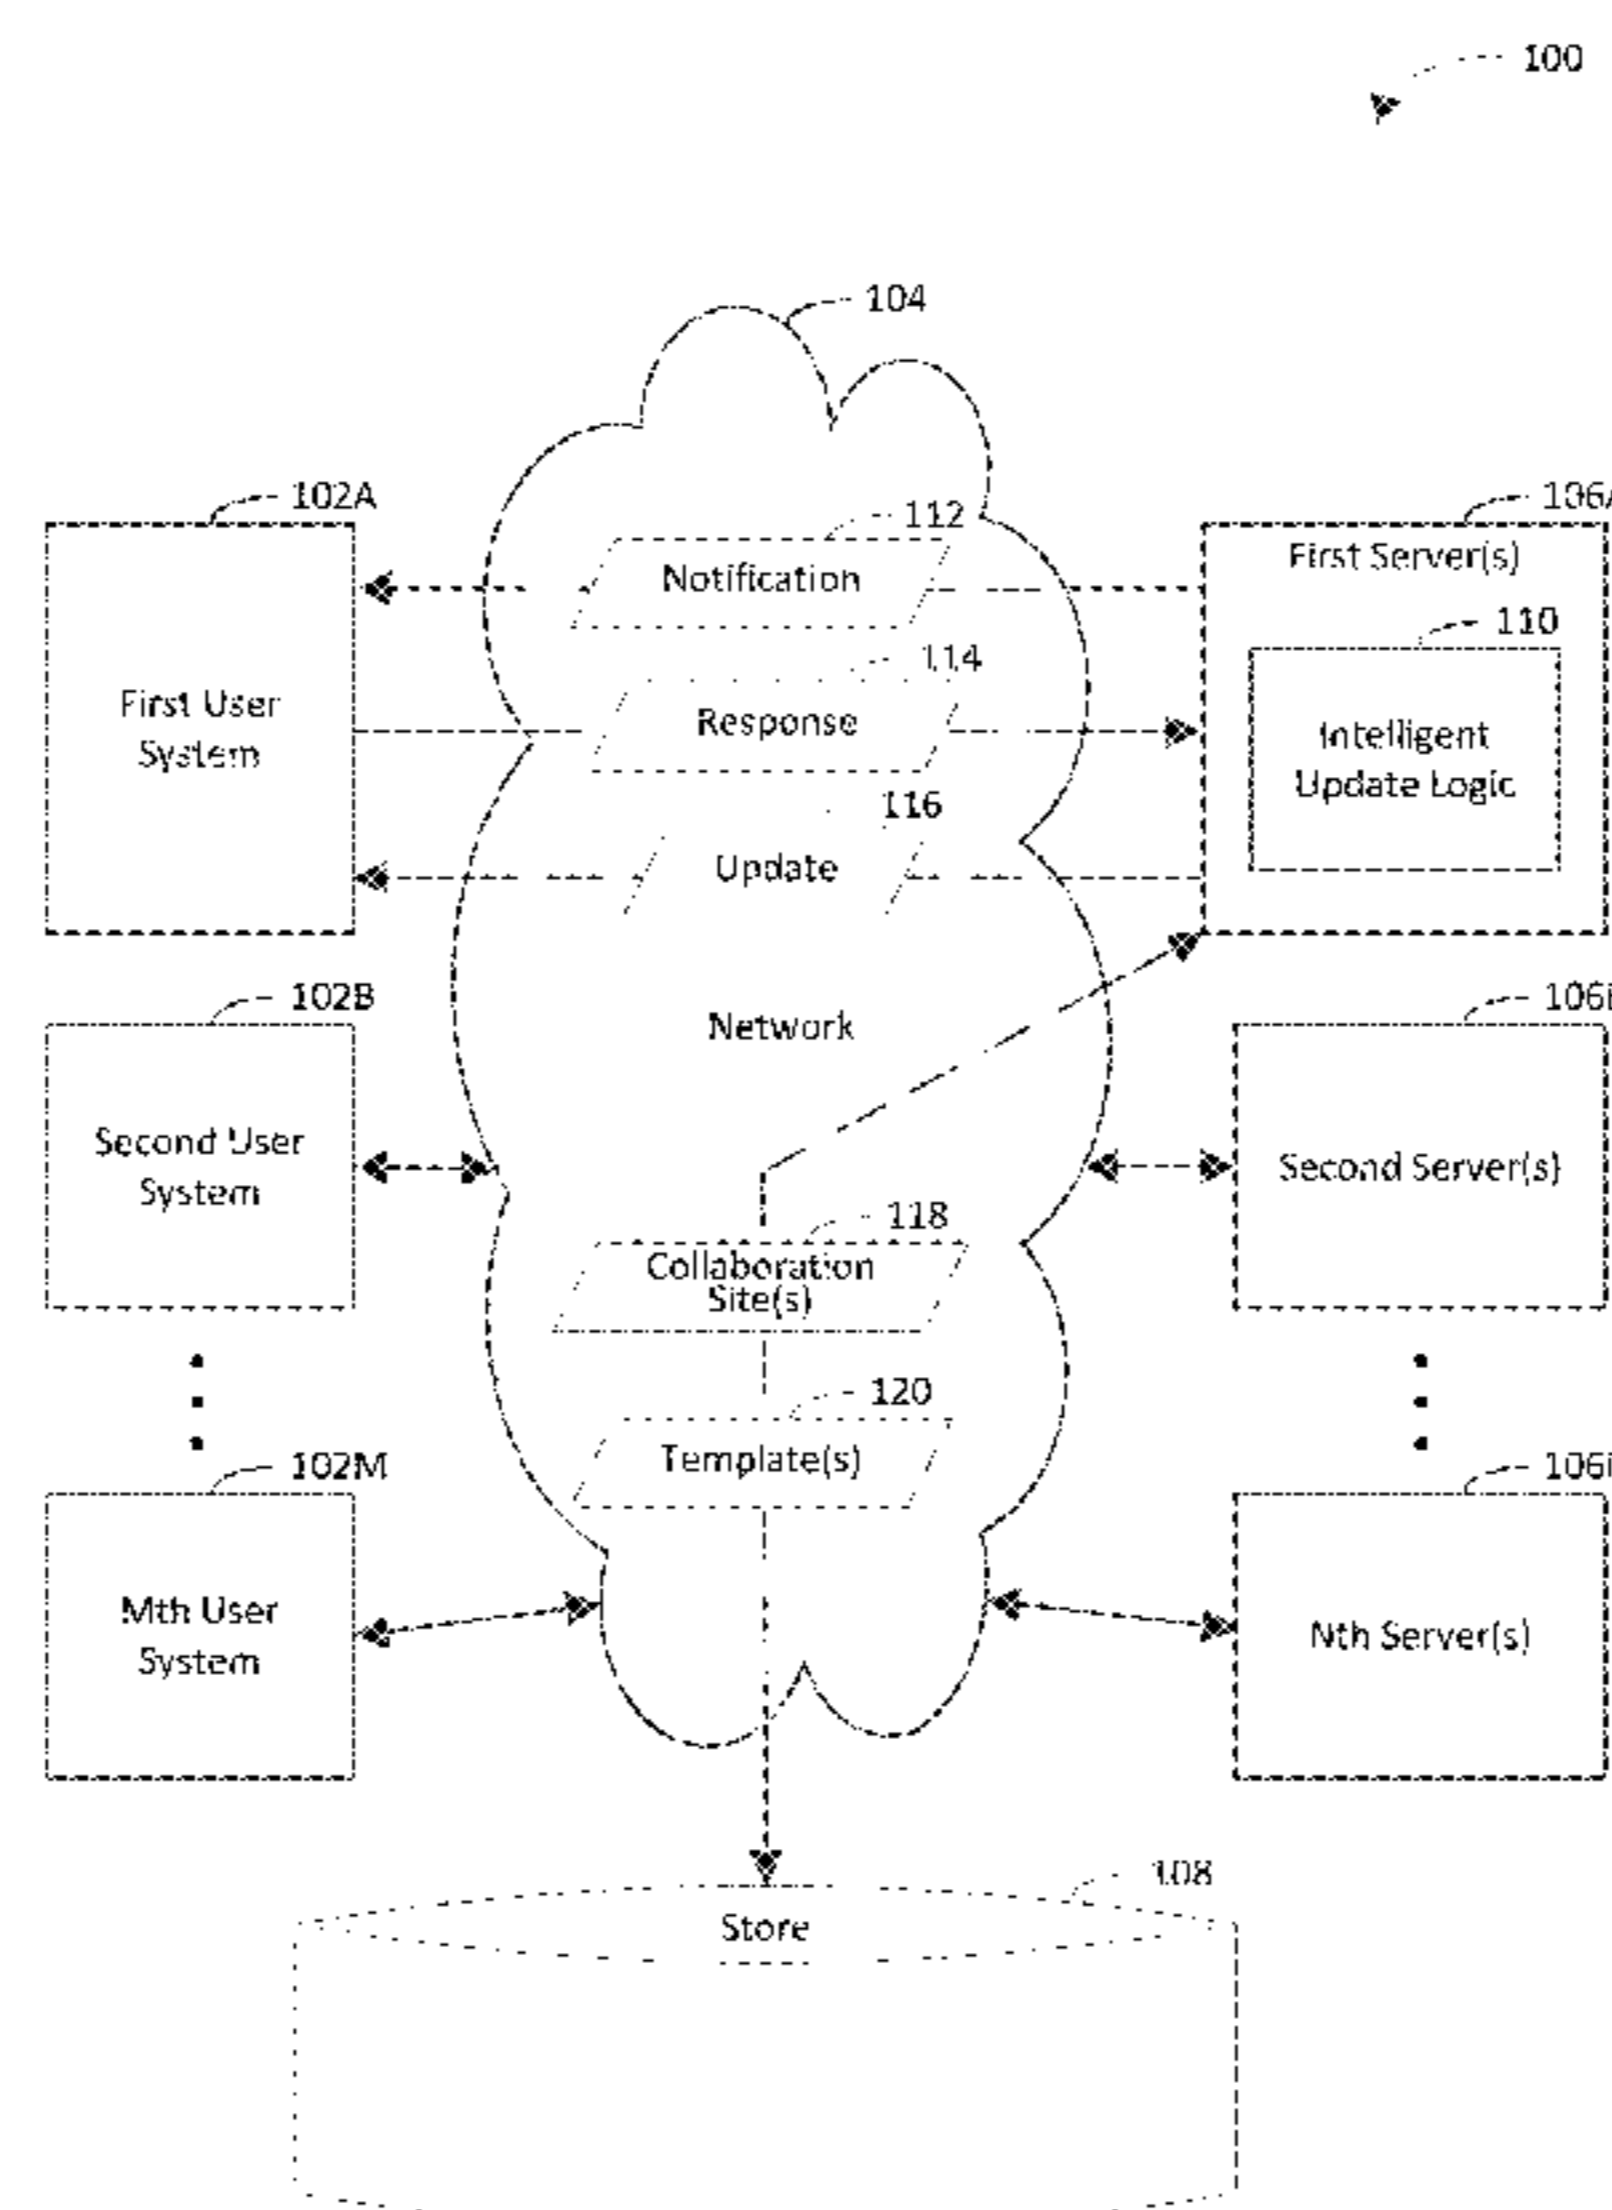 100
104
102A
112
106A
Notification
First Server(s)
110
114
First User
System
Response
Intelligent
Update Logic
116
Update
102B
Network
106
Second User
System
Second Server(s)
118
Collaboration
Site(s)
120
Template(s)
102M
106
Mth User
System
Nth Server(s)
108
Store